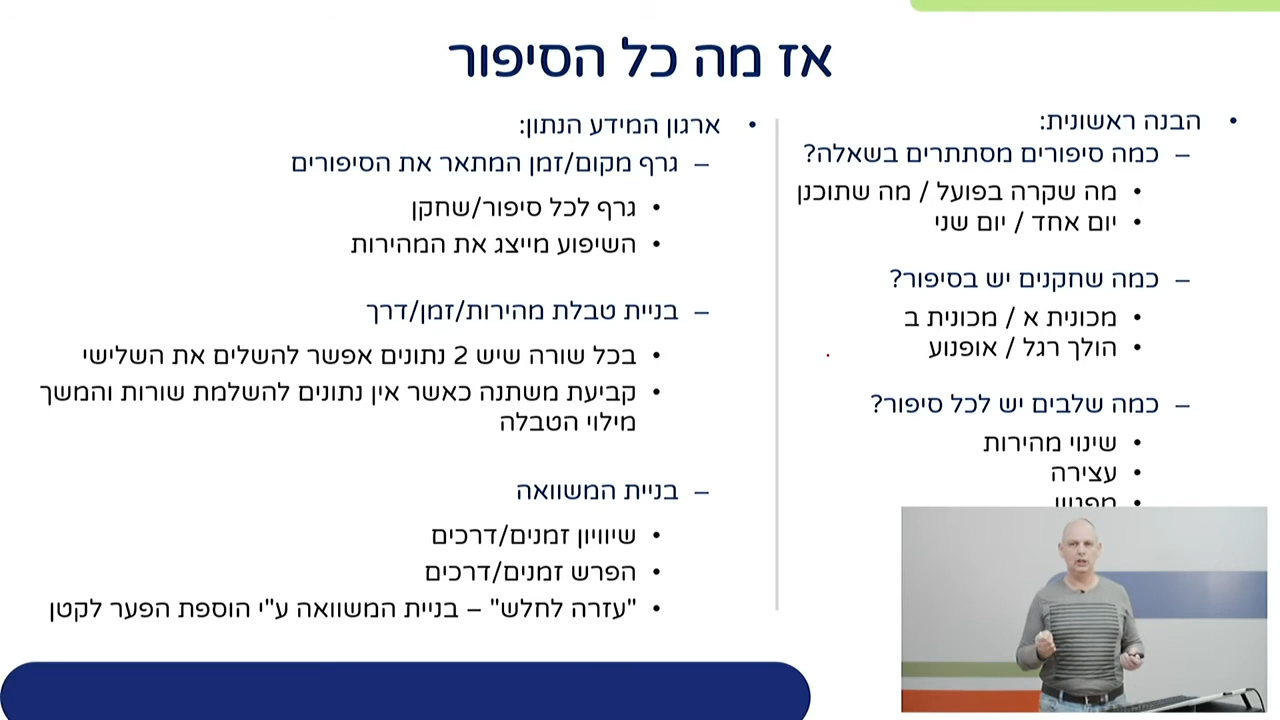 אז מה כל הסיפור
• הבנה ראשונית:
– כמה סיפורים מסתתרים בשאלה?
• מה שקרה בפועל / מה שתוכנן
• יום אחד / יום שני
– כמה שחקנים יש בסיפור?
• מכונית א / מכונית ב
• הולך רגל / אופנוע
– כמה שלבים יש לכל סיפור?
• שינוי מהירות
• עצירה
• מפגש
• ארגון המידע הנתון:
– גרף מקום/זמן המתאר את הסיפורים
• גרף לכל סיפור/שחקן
• השיפוע מייצג את המהירות
– בניית טבלת מהירות/זמן/דרך
• בכל שורה שיש 2 נתונים אפשר להשלים את השלישי
• קביעת משתנה כאשר אין נתונים להשלמת שורות והמשך
מילוי הטבלה
– בניית המשוואה
• שיוויון זמנים/דרכים
• הפרש זמנים/דרכים
• "עזרה לחלש" – בניית המשוואה ע"י הוספת הפער לקטן